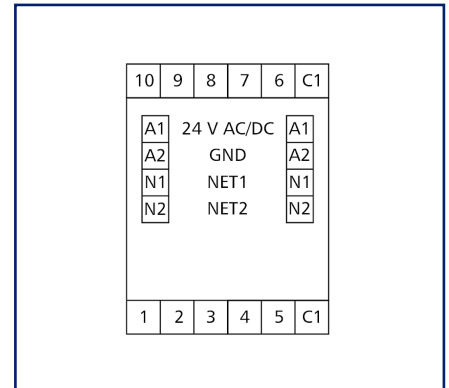 10 9 8 7 6 C1
A1 24 V AC/DC A1
A2 GND A2
N1 NET1 N1
N2 NET2 N2
1 2 3 4 5 C1